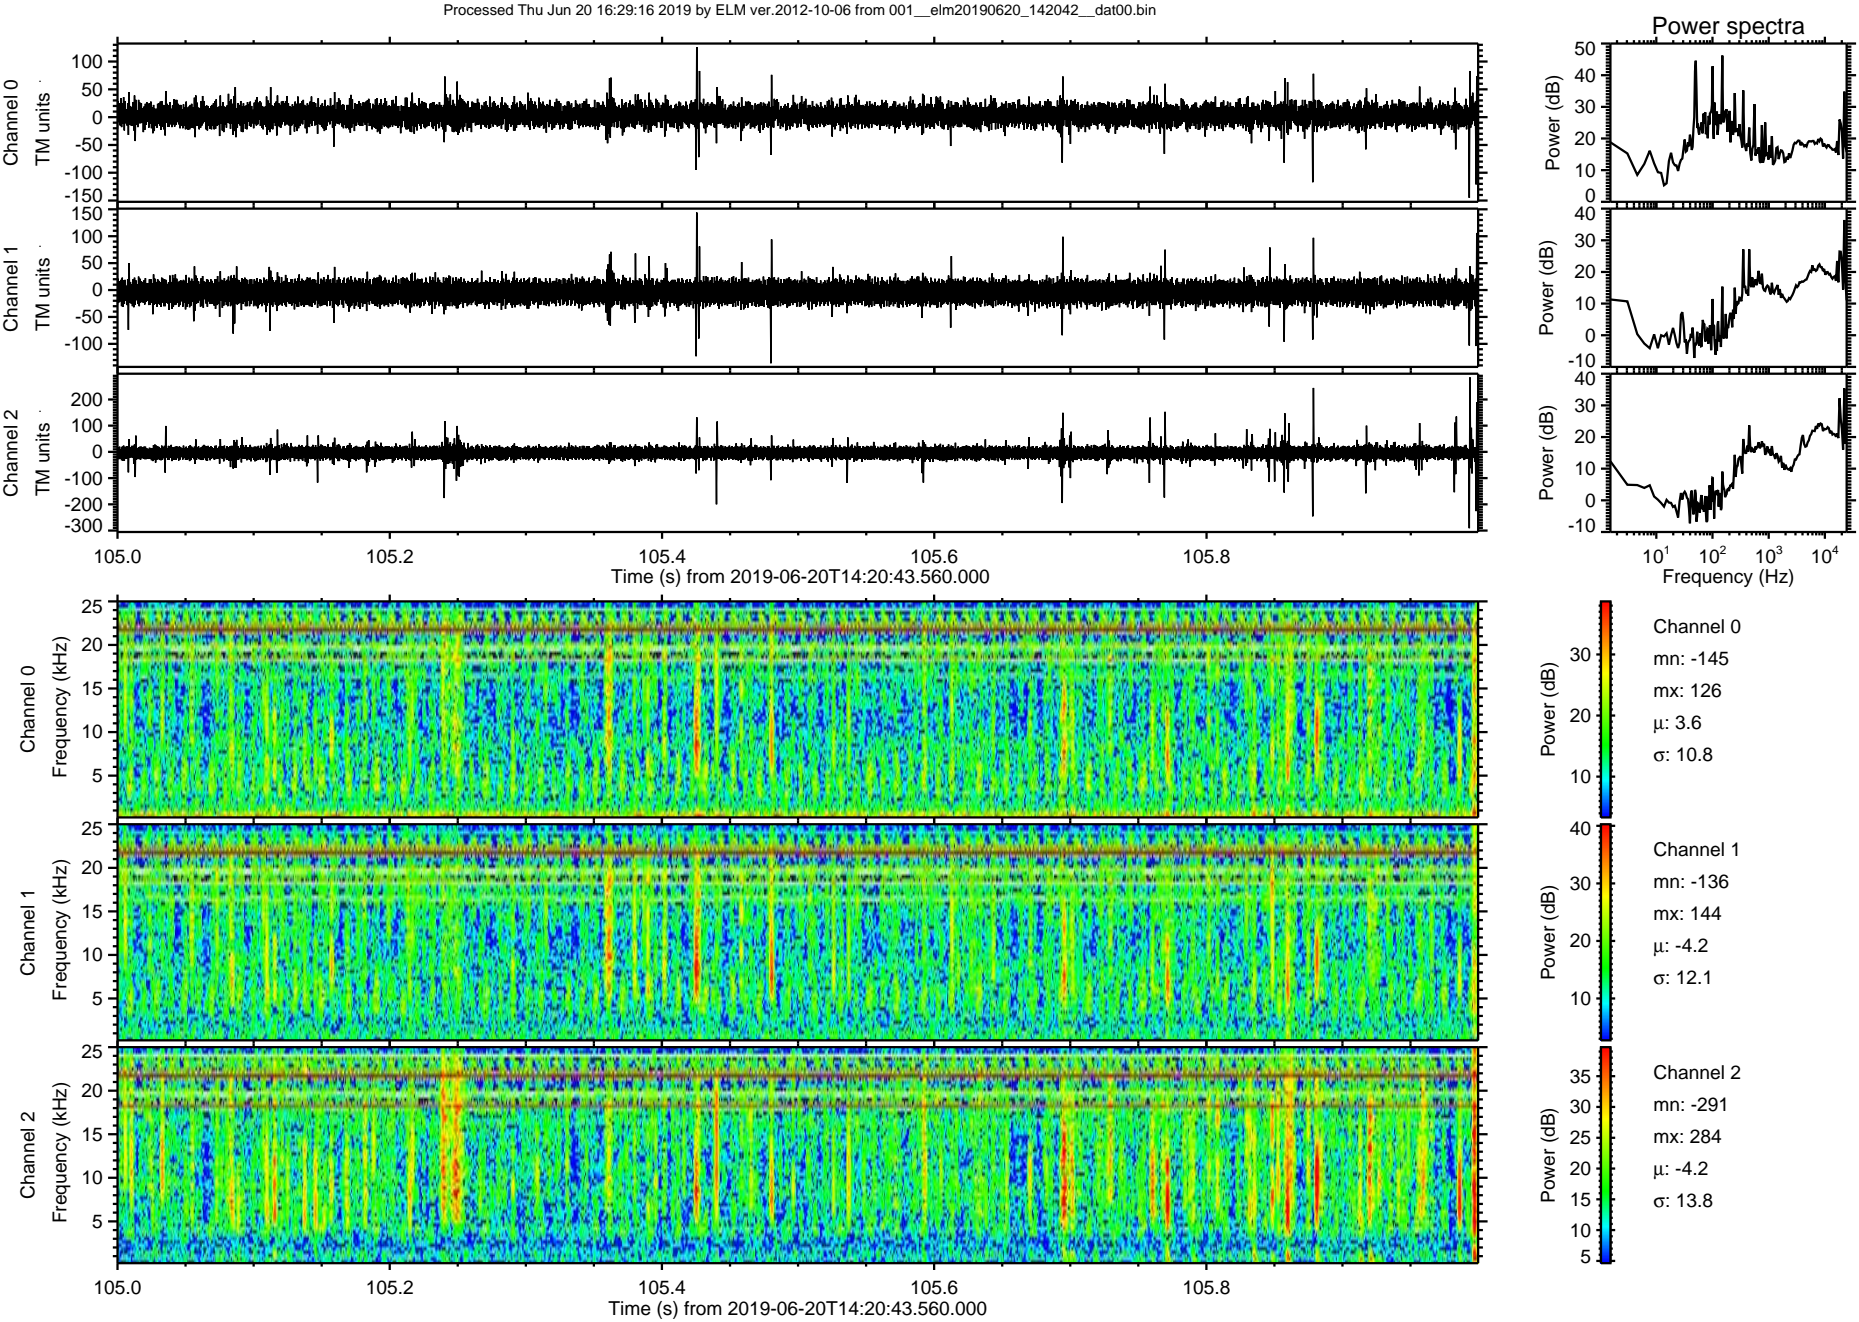 Processed Thu Jun 20 16:29:16 2019 by ELM ver.2012-10-06 from 001__elm20190620_142042__dat00.bin
Power spectra
Channel 0
TM units
100
50
0
-50
-100
-150
Power (dB)
50
40
30
20
10
0
Channel 1
TM units
150
100
50
0
-50
-100
Power (dB)
40
30
20
10
0
-10
Channel 2
TM units
200
100
0
-100
-200
-300
Power (dB)
40
30
20
10
0
-10
105.0 105.2 105.4 105.6 105.8
Time (s) from 2019-06-20T14:20:43.560.000
10^1 10^2 10^3 10^4
Frequency (Hz)
Channel 0
Frequency (kHz)
25
20
15
10
5
Power (dB)
30
20
10
Channel 0
mn: -145
mx: 126
μ: 3.6
σ: 10.8
Channel 1
Frequency (kHz)
25
20
15
10
5
Power (dB)
40
30
20
10
Channel 1
mn: -136
mx: 144
μ: -4.2
σ: 12.1
Channel 2
Frequency (kHz)
25
20
15
10
5
Power (dB)
35
30
25
20
15
10
5
Channel 2
mn: -291
mx: 284
μ: -4.2
σ: 13.8
105.0 105.2 105.4 105.6 105.8
Time (s) from 2019-06-20T14:20:43.560.000